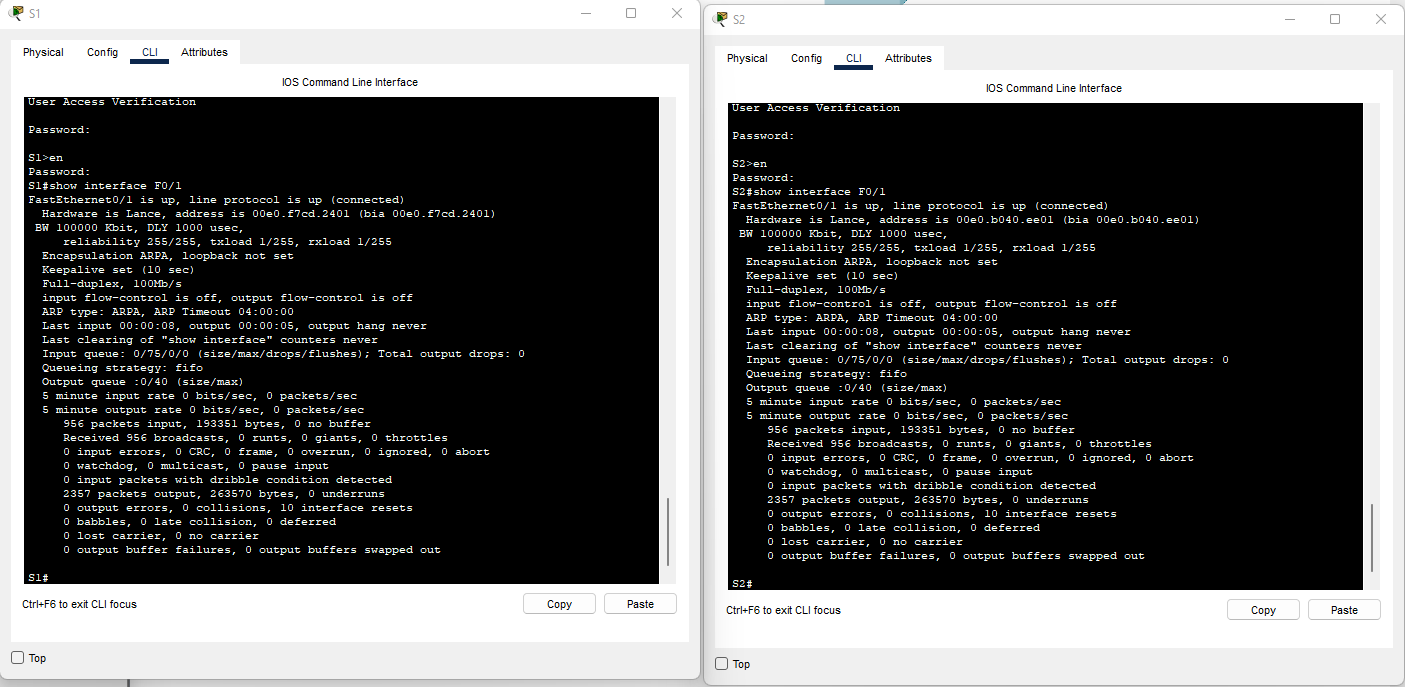 S1
Physical Config CLI Attributes
IOS Command Line Interface
User Access Verification
Password:
S1>en
Password:
S1#show interface F0/1
FastEthernet0/1 is up, line protocol is up (connected)
Hardware is Lance, address is 00e0.f7cd.2401 (bia 00e0.f7cd.2401)
BW 100000 Kbit, DLY 1000 usec,
reliability 255/255, txload 1/255, rxload 1/255
Encapsulation ARPA, loopback not set
Keepalive set (10 sec)
Full-duplex, 100Mb/s
input flow-control is off, output flow-control is off
ARP type: ARPA, ARP Timeout 04:00:00
Last input 00:00:08, output 00:00:05, output hang never
Last clearing of "show interface" counters never
Input queue: 0/75/0/0 (size/max/drops/flushes); Total output drops: 0
Queueing strategy: fifo
Output queue :0/40 (size/max)
5 minute input rate 0 bits/sec, 0 packets/sec
5 minute output rate 0 bits/sec, 0 packets/sec
956 packets input, 193351 bytes, 0 no buffer
Received 956 broadcasts, 0 runts, 0 giants, 0 throttles
0 input errors, 0 CRC, 0 frame, 0 overrun, 0 ignored, 0 abort
0 watchdog, 0 multicast, 0 pause input
0 input packets with dribble condition detected
2357 packets output, 263570 bytes, 0 underruns
0 output errors, 0 collisions, 10 interface resets
0 babbles, 0 late collision, 0 deferred
0 lost carrier, 0 no carrier
0 output buffer failures, 0 output buffers swapped out
S1#
Ctrl+F6 to exit CLI focus
Copy Paste
Top
S2
Physical Config CLI Attributes
IOS Command Line Interface
User Access Verification
Password:
S2>en
Password:
S2#show interface F0/1
FastEthernet0/1 is up, line protocol is up (connected)
Hardware is Lance, address is 00e0.b040.ee01 (bia 00e0.b040.ee01)
BW 100000 Kbit, DLY 1000 usec,
reliability 255/255, txload 1/255, rxload 1/255
Encapsulation ARPA, loopback not set
Keepalive set (10 sec)
Full-duplex, 100Mb/s
input flow-control is off, output flow-control is off
ARP type: ARPA, ARP Timeout 04:00:00
Last input 00:00:08, output 00:00:05, output hang never
Last clearing of "show interface" counters never
Input queue: 0/75/0/0 (size/max/drops/flushes); Total output drops: 0
Queueing strategy: fifo
Output queue :0/40 (size/max)
5 minute input rate 0 bits/sec, 0 packets/sec
5 minute output rate 0 bits/sec, 0 packets/sec
956 packets input, 193351 bytes, 0 no buffer
Received 956 broadcasts, 0 runts, 0 giants, 0 throttles
0 input errors, 0 CRC, 0 frame, 0 overrun, 0 ignored, 0 abort
0 watchdog, 0 multicast, 0 pause input
0 input packets with dribble condition detected
2357 packets output, 263570 bytes, 0 underruns
0 output errors, 0 collisions, 10 interface resets
0 babbles, 0 late collision, 0 deferred
0 lost carrier, 0 no carrier
0 output buffer failures, 0 output buffers swapped out
S2#
Ctrl+F6 to exit CLI focus
Copy Paste
Top